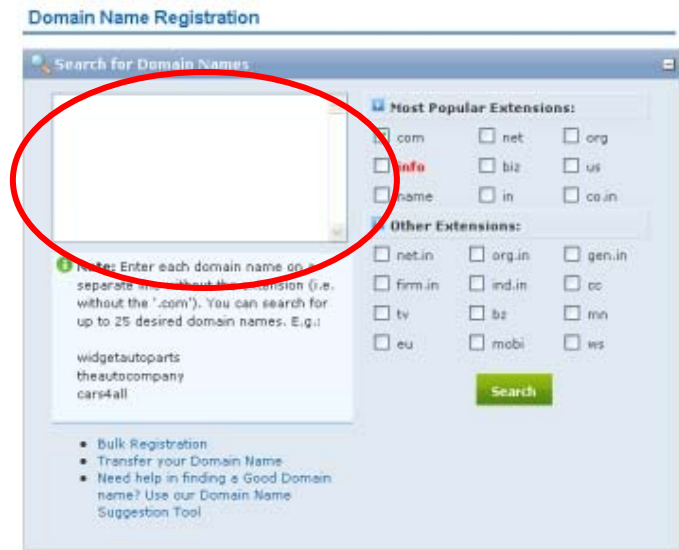 Domain Name Registration
Search for Domain Names
Most Popular Extensions:
com net org
info biz us
name in co.in
Other Extensions:
net.in org.in gen.in
firm.in ind.in cc
tv bz mn
eu mobi ws
Search
Note: Enter each domain name on a
separate line without the extension (i.e.
without the '.com'). You can search for
up to 25 desired domain names. E.g.:
widgetautoparts
theautocompany
cars4all
Bulk Registration
Transfer your Domain Name
Need help in finding a Good Domain
name? Use our Domain Name
Suggestion Tool